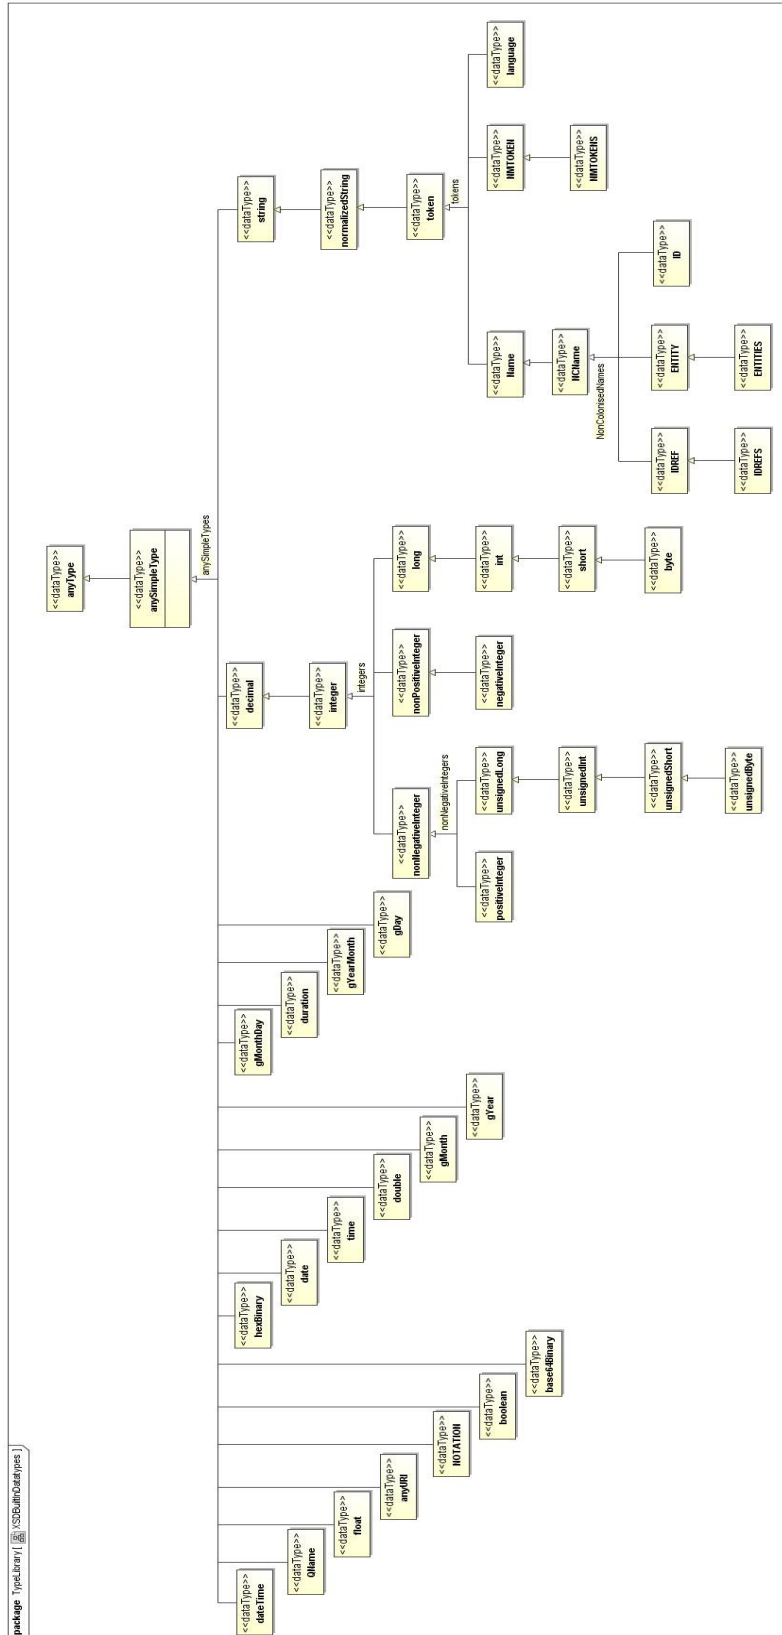 package TypeLibrary [ XSDBuiltInDatatypes ]
<<dataType>>
anyType
<<dataType>>
anySimpleType
anySimpleTypes
<<dataType>>
dateTime
<<dataType>>
QName
<<dataType>>
float
<<dataType>>
anyURI
<<dataType>>
NOTATION
<<dataType>>
boolean
<<dataType>>
base64Binary
<<dataType>>
hexBinary
<<dataType>>
date
<<dataType>>
time
<<dataType>>
double
<<dataType>>
gMonth
<<dataType>>
gYear
<<dataType>>
gMonthDay
<<dataType>>
duration
<<dataType>>
gYearMonth
<<dataType>>
gDay
<<dataType>>
decimal
<<dataType>>
integer
integers
<<dataType>>
nonNegativeInteger
nonNegativeIntegers
<<dataType>>
positiveInteger
<<dataType>>
unsignedLong
<<dataType>>
unsignedInt
<<dataType>>
unsignedShort
<<dataType>>
unsignedByte
<<dataType>>
nonPositiveInteger
<<dataType>>
negativeInteger
<<dataType>>
long
<<dataType>>
int
<<dataType>>
short
<<dataType>>
byte
<<dataType>>
string
<<dataType>>
normalizedString
<<dataType>>
token
tokens
<<dataType>>
Name
<<dataType>>
NCName
NonColonisedNames
<<dataType>>
IDREF
<<dataType>>
IDREFS
<<dataType>>
ENTITY
<<dataType>>
ENTITIES
<<dataType>>
ID
<<dataType>>
NMTOKEN
<<dataType>>
NMTOKENS
<<dataType>>
language